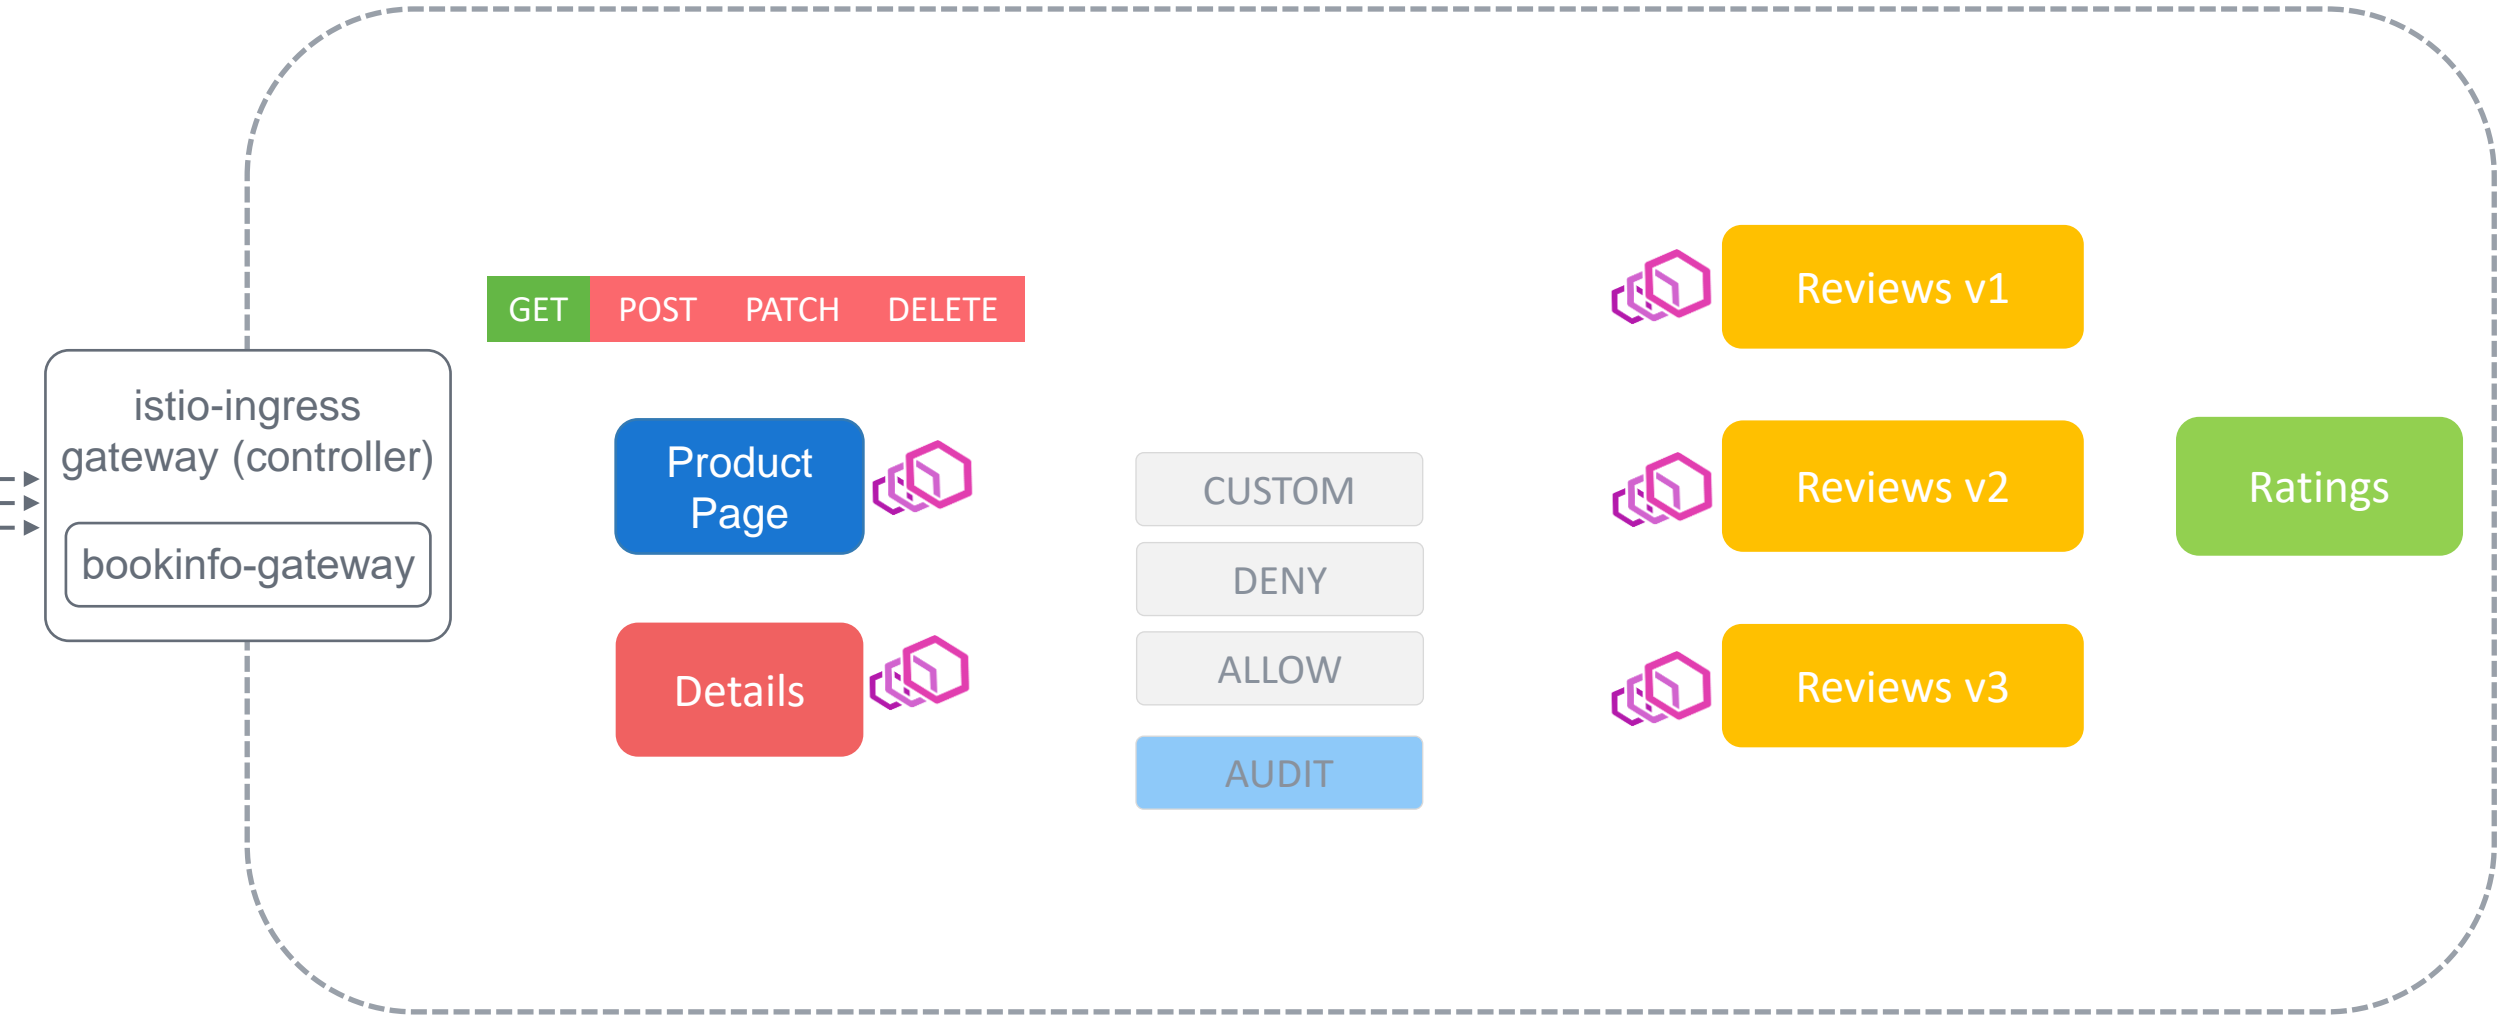 istio-ingress
gateway (controller)
bookinfo-gateway
GET POST PATCH DELETE
Product
Page
Details
CUSTOM
DENY
ALLOW
AUDIT
Reviews v1
Reviews v2
Reviews v3
Ratings